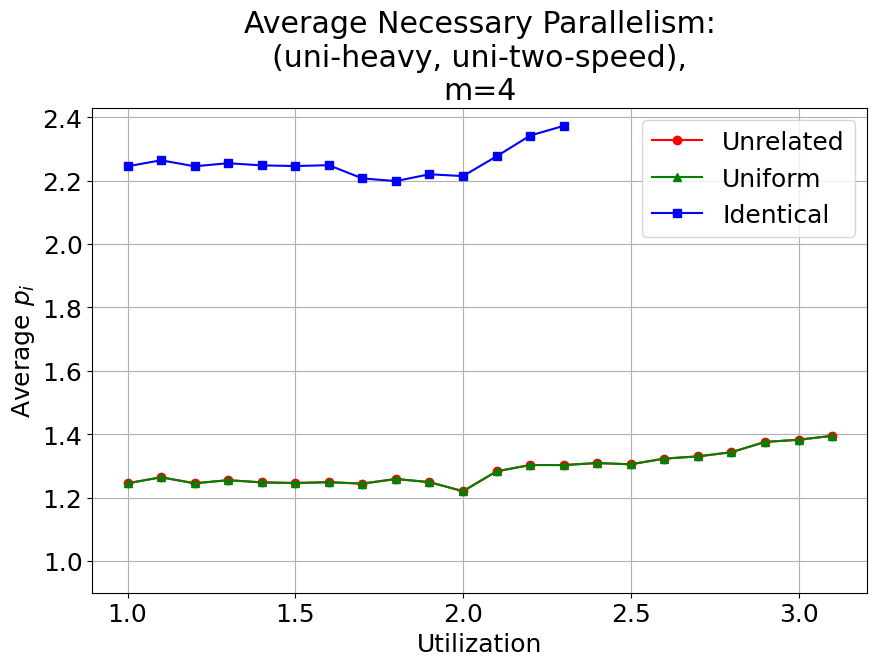 Average Necessary Parallelism:
(uni-heavy, uni-two-speed),
m=4
2.4
2.2
2.0
1.8
1.6
1.4
1.2
1.0
Average p_i
Unrelated
Uniform
Identical
1.0 1.5 2.0 2.5 3.0
Utilization